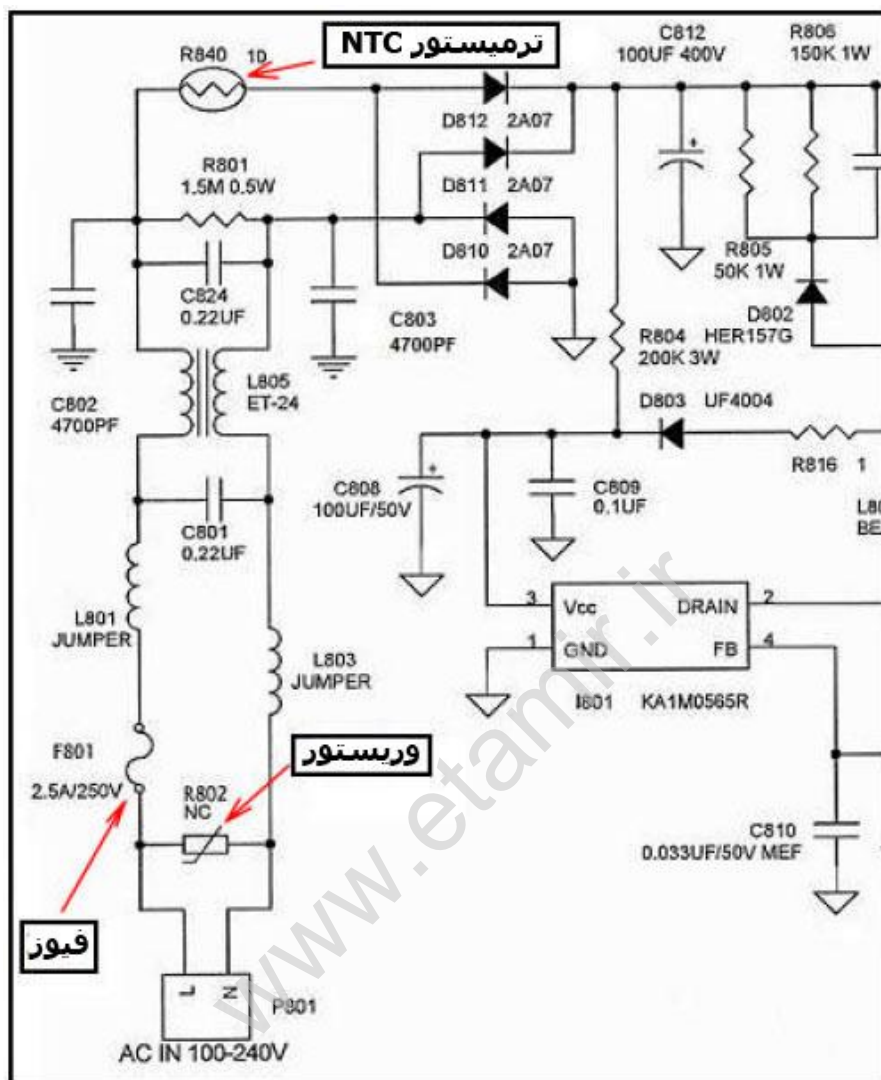 ترمیستور NTC
R840 10
C812
100UF 400V
R806
150K 1W
D812 2A07
R801
1.5M 0.5W
D811 2A07
D810 2A07
R805
50K 1W
C824
0.22UF
C803
4700PF
D802
HER157G
R804
200K 3W
L805
ET-24
C802
4700PF
D803 UF4004
R816 1
C808
100UF/50V
C809
0.1UF
C801
0.22UF
L80
BE
3 Vcc DRAIN 2
1 GND FB 4
I801 KA1M0565R
L801
JUMPER
L803
JUMPER
F801
2.5A/250V
وریستور
R802
NC
C810
0.033UF/50V MEF
فیوز
L N
P801
AC IN 100-240V
www.etamir.ir